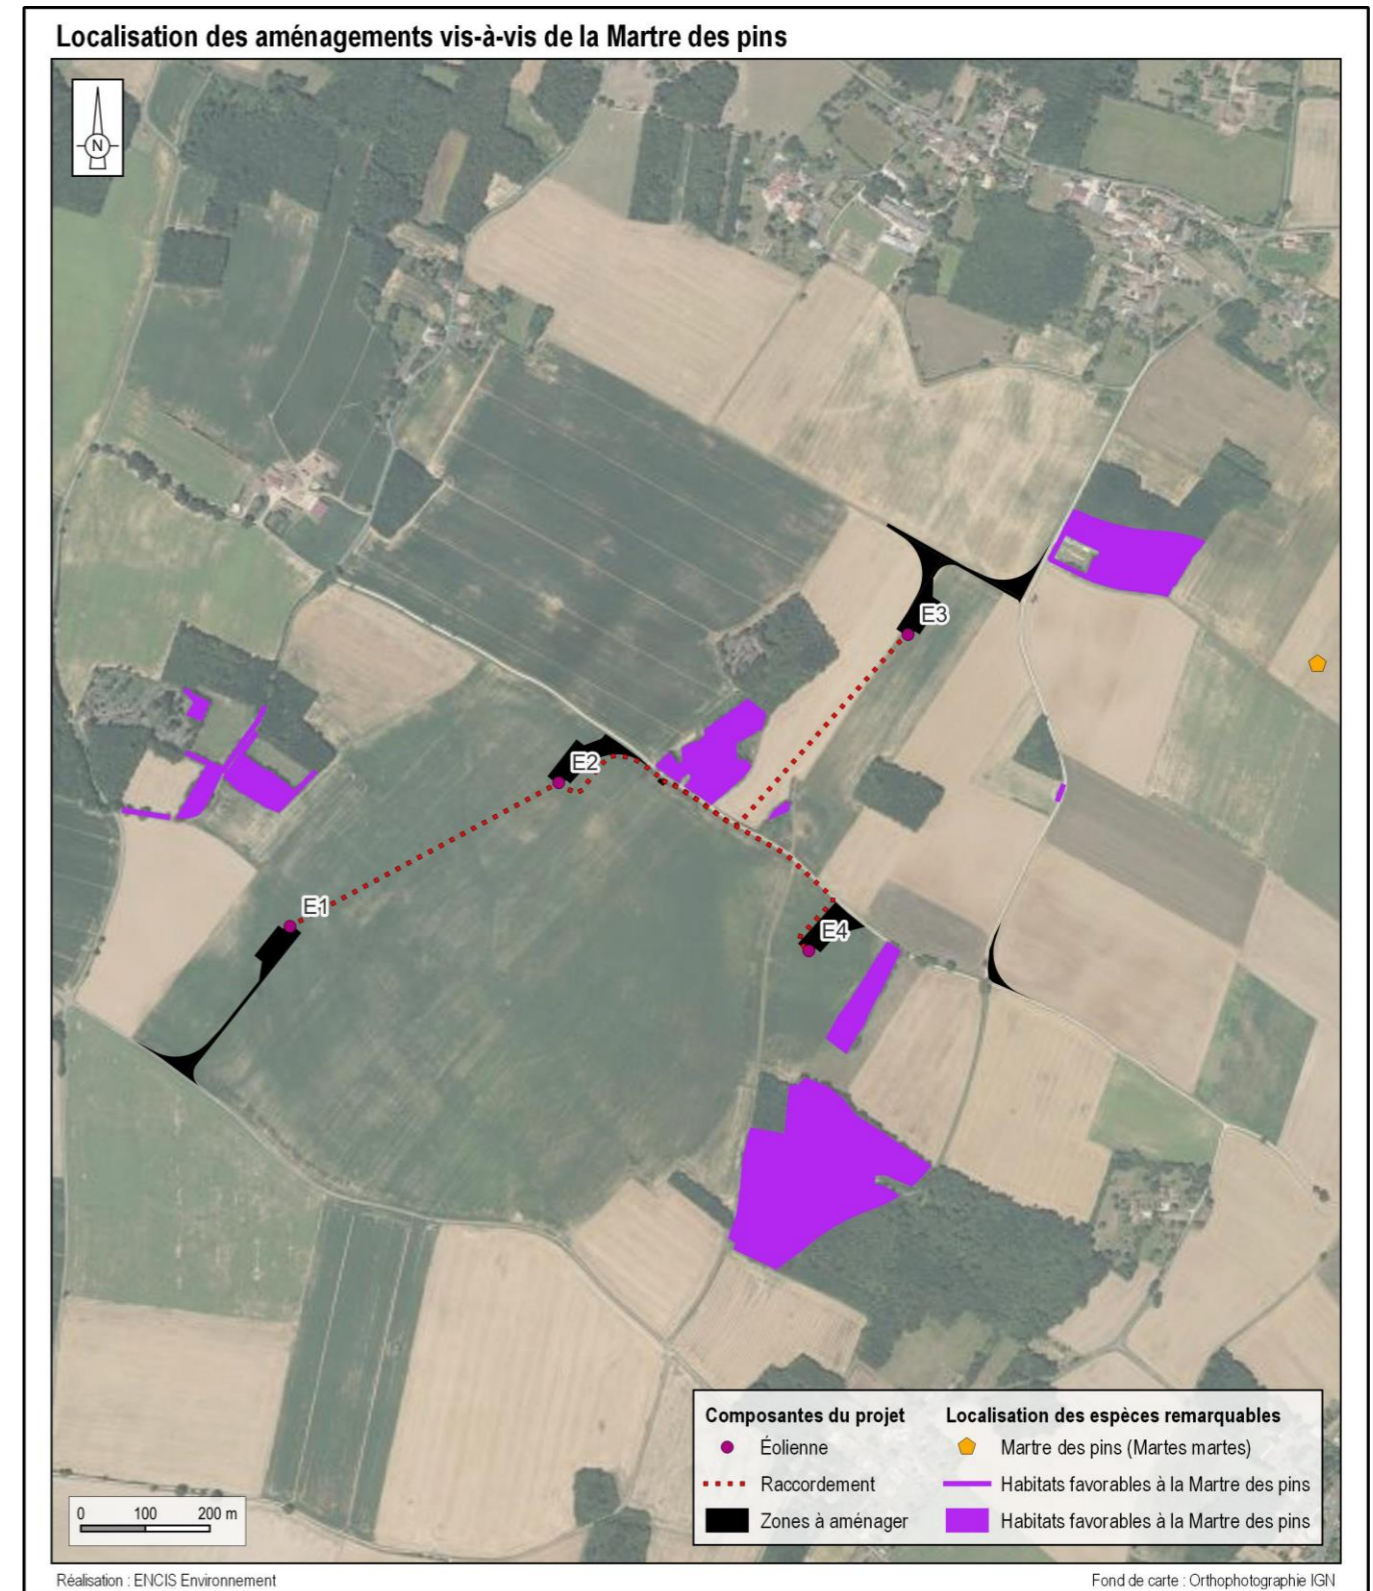 Localisation des aménagements vis-à-vis de la Martre des pins
N
E3
E2
E1
E4
Composantes du projet
Éolienne
Raccordement
Zones à aménager
Localisation des espèces remarquables
Martre des pins (Martes martes)
Habitats favorables à la Martre des pins
Habitats favorables à la Martre des pins
0 100 200 m
Réalisation : ENCIS Environnement
Fond de carte : Orthophotographie IGN